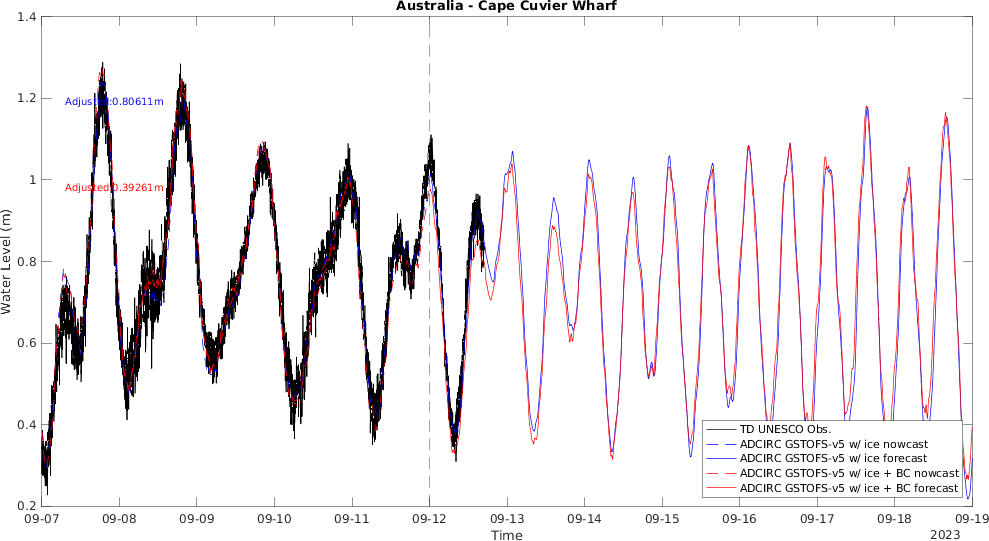 Australia - Cape Cuvier Wharf
1.4
1.2
1
0.8
0.6
0.4
0.2
Water Level (m)
Adjusted:0.80611m
Adjusted:0.39261m
TD UNESCO Obs.
ADCIRC GSTOFS-v5 w/ ice nowcast
ADCIRC GSTOFS-v5 w/ ice forecast
ADCIRC GSTOFS-v5 w/ ice + BC nowcast
ADCIRC GSTOFS-v5 w/ ice + BC forecast
09-07 09-08 09-09 09-10 09-11 09-12 09-13 09-14 09-15 09-16 09-17 09-18 09-19
Time
2023